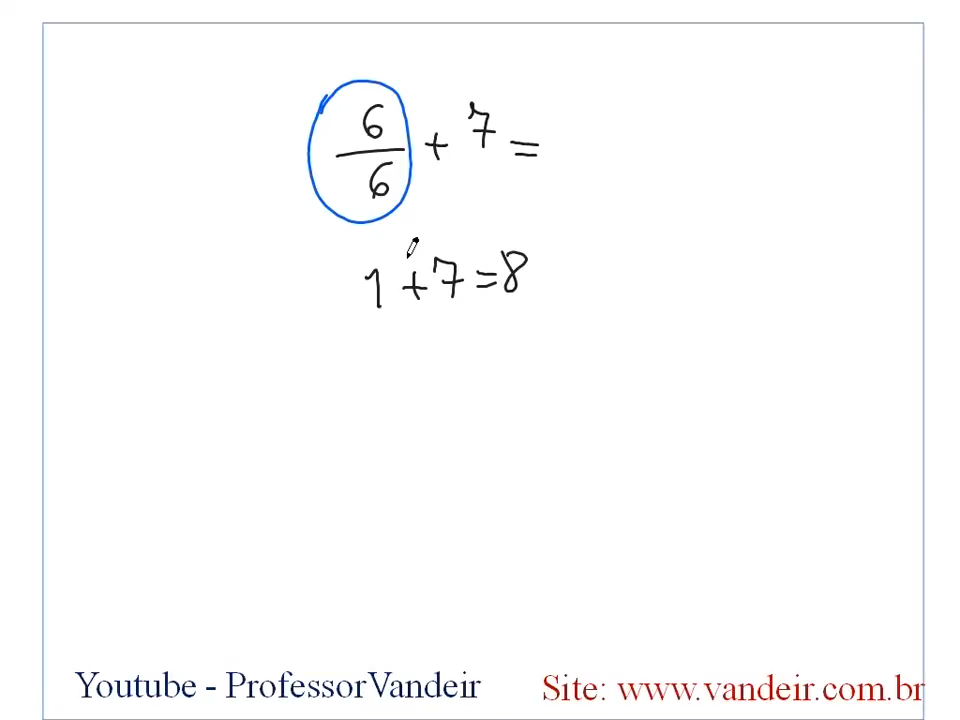 6/6 + 7 =
1 + 7 = 8
Youtube - ProfessorVandeir
Site: www.vandeir.com.br